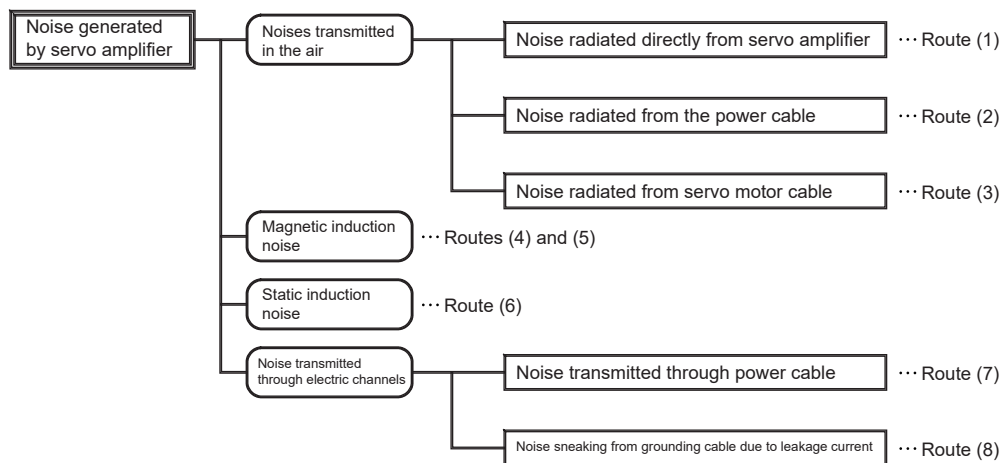 Noise generated
by servo amplifier
Noises transmitted
in the air
Noise radiated directly from servo amplifier
··· Route (1)
Noise radiated from the power cable
··· Route (2)
Noise radiated from servo motor cable
··· Route (3)
Magnetic induction
noise
··· Routes (4) and (5)
Static induction
noise
··· Route (6)
Noise transmitted
through electric channels
Noise transmitted through power cable
··· Route (7)
Noise sneaking from grounding cable due to leakage current
··· Route (8)